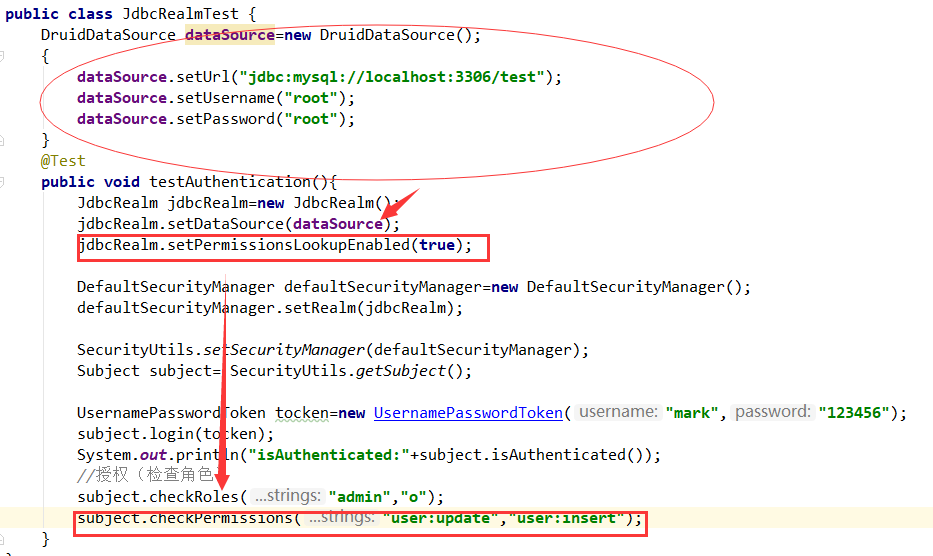 public class JdbcRealmTest {
    DruidDataSource dataSource=new DruidDataSource();
    {
        dataSource.setUrl("jdbc:mysql://localhost:3306/test");
        dataSource.setUsername("root");
        dataSource.setPassword("root");
    }
    @Test
    public void testAuthentication(){
        JdbcRealm jdbcRealm=new JdbcRealm();
        jdbcRealm.setDataSource(dataSource);
        jdbcRealm.setPermissionsLookupEnabled(true);
        DefaultSecurityManager defaultSecurityManager=new DefaultSecurityManager();
        defaultSecurityManager.setRealm(jdbcRealm);
        SecurityUtils.setSecurityManager(defaultSecurityManager);
        Subject subject= SecurityUtils.getSubject();
        UsernamePasswordToken tocken=new UsernamePasswordToken( username: "mark", password: "123456");
        subject.login(tocken);
        System.out.println("isAuthenticated:"+subject.isAuthenticated());
        //授权（检查角色
        subject.checkRoles( ...strings: "admin","o");
        subject.checkPermissions( ...strings: "user:update","user:insert");
    }